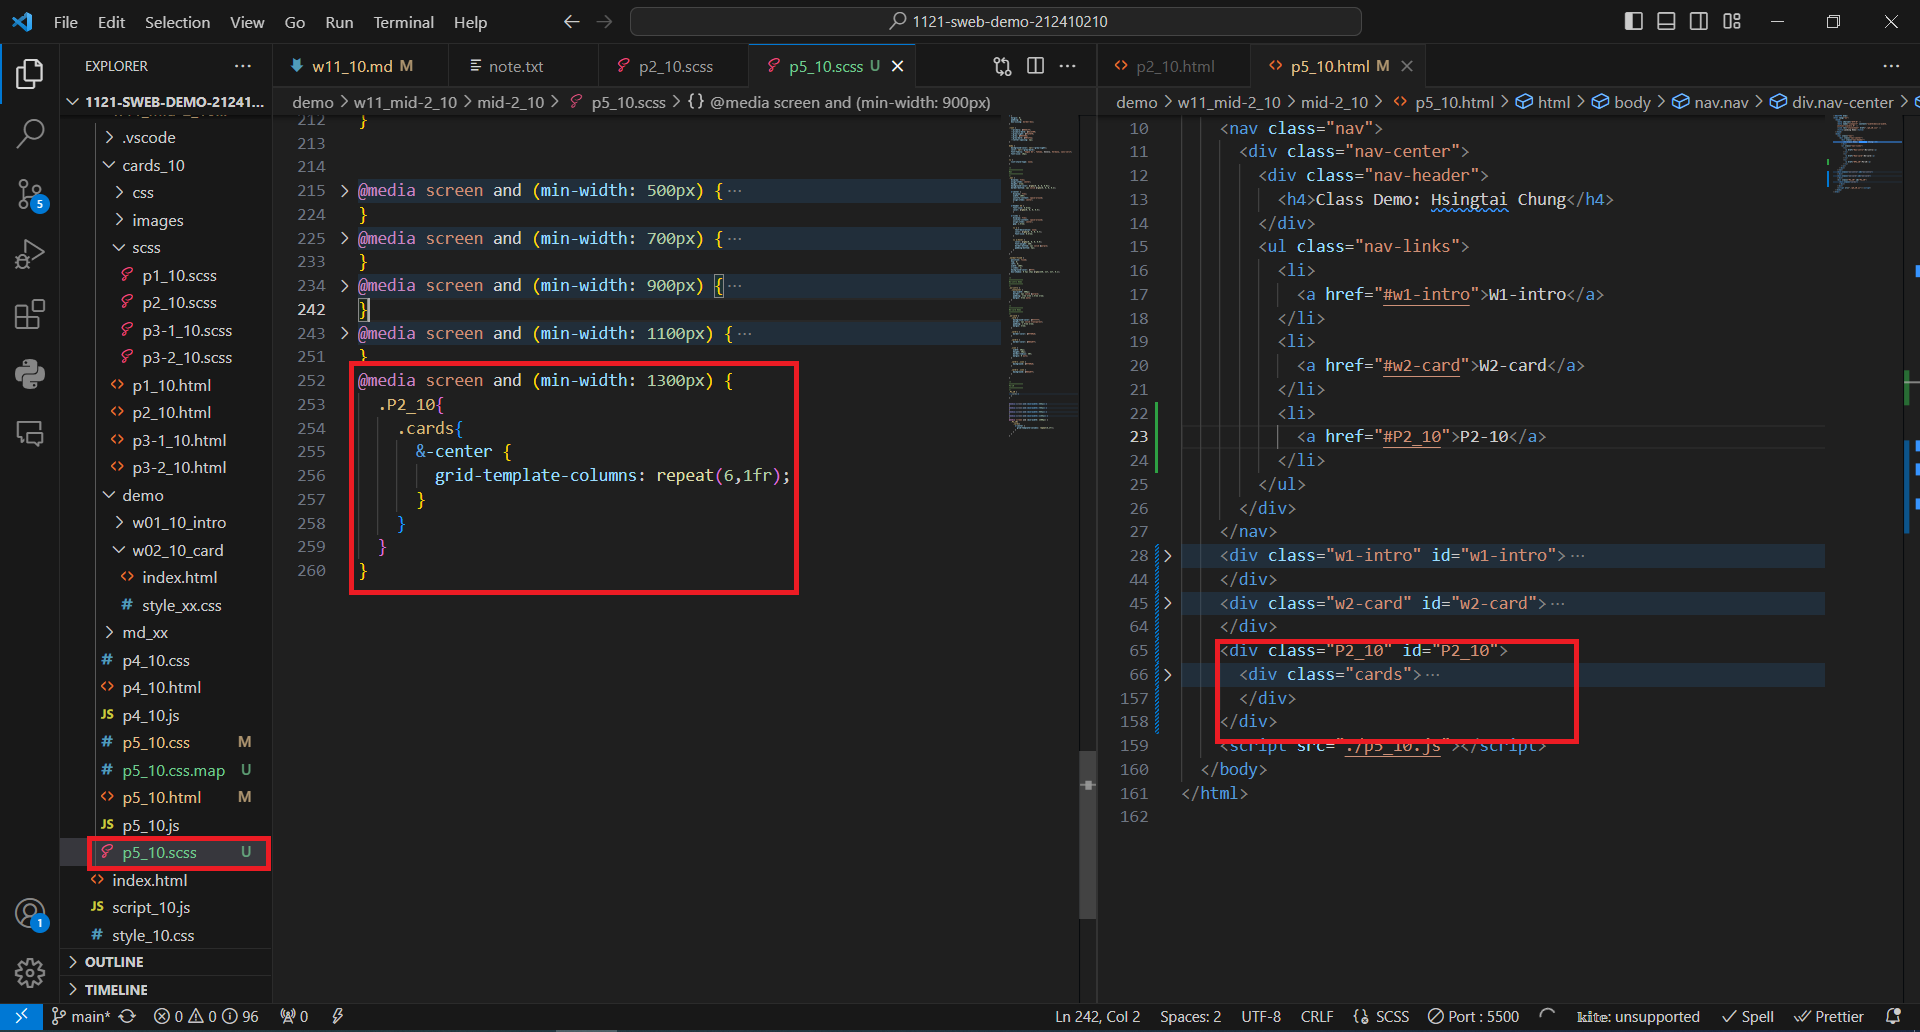 File Edit Selection View Go Run Terminal Help
1121-sweb-demo-212410210
EXPLORER
1121-SWEB-DEMO-21241...
.vscode
cards_10
css
images
scss
p1_10.scss
p2_10.scss
p3-1_10.scss
p3-2_10.scss
p1_10.html
p2_10.html
p3-1_10.html
p3-2_10.html
demo
w01_10_intro
w02_10_card
index.html
style_xx.css
md_xx
p4_10.css
p4_10.html
p4_10.js
p5_10.css M
p5_10.css.map U
p5_10.html M
p5_10.js
p5_10.scss U
index.html
script_10.js
style_10.css
OUTLINE
TIMELINE
w11_10.md M note.txt p2_10.scss p5_10.scss U
demo > w11_mid-2_10 > mid-2_10 > p5_10.scss > {} @media screen and (min-width: 900px)
212 }
213
214
215 @media screen and (min-width: 500px) {...
224 }
225 @media screen and (min-width: 700px) {...
233 }
234 @media screen and (min-width: 900px) {...
242 }
243 @media screen and (min-width: 1100px) {...
251 }
252 @media screen and (min-width: 1300px) {
253 .P2_10{
254 .cards{
255 &-center {
256 grid-template-columns: repeat(6,1fr);
257 }
258 }
259 }
260 }
p2_10.html p5_10.html M
demo > w11_mid-2_10 > mid-2_10 > p5_10.html > html > body > nav.nav > div.nav-center >
10 <nav class="nav">
11 <div class="nav-center">
12 <div class="nav-header">
13 <h4>Class Demo: Hsingtai Chung</h4>
14 </div>
15 <ul class="nav-links">
16 <li>
17 <a href="#w1-intro">W1-intro</a>
18 </li>
19 <li>
20 <a href="#w2-card">W2-card</a>
21 </li>
22 <li>
23 <a href="#P2_10">P2-10</a>
24 </li>
25 </ul>
26 </div>
27 </nav>
28 <div class="w1-intro" id="w1-intro">...
44 </div>
45 <div class="w2-card" id="w2-card">...
64 </div>
65 <div class="P2_10" id="P2_10">
66 <div class="cards">...
157 </div>
158 </div>
159 <script src="./p5_10.js"></script>
160 </body>
161 </html>
162
5
1
main* 0 0 96 0
Ln 242, Col 2 Spaces: 2 UTF-8 CRLF SCSS Port : 5500 kite: unsupported Spell Prettier